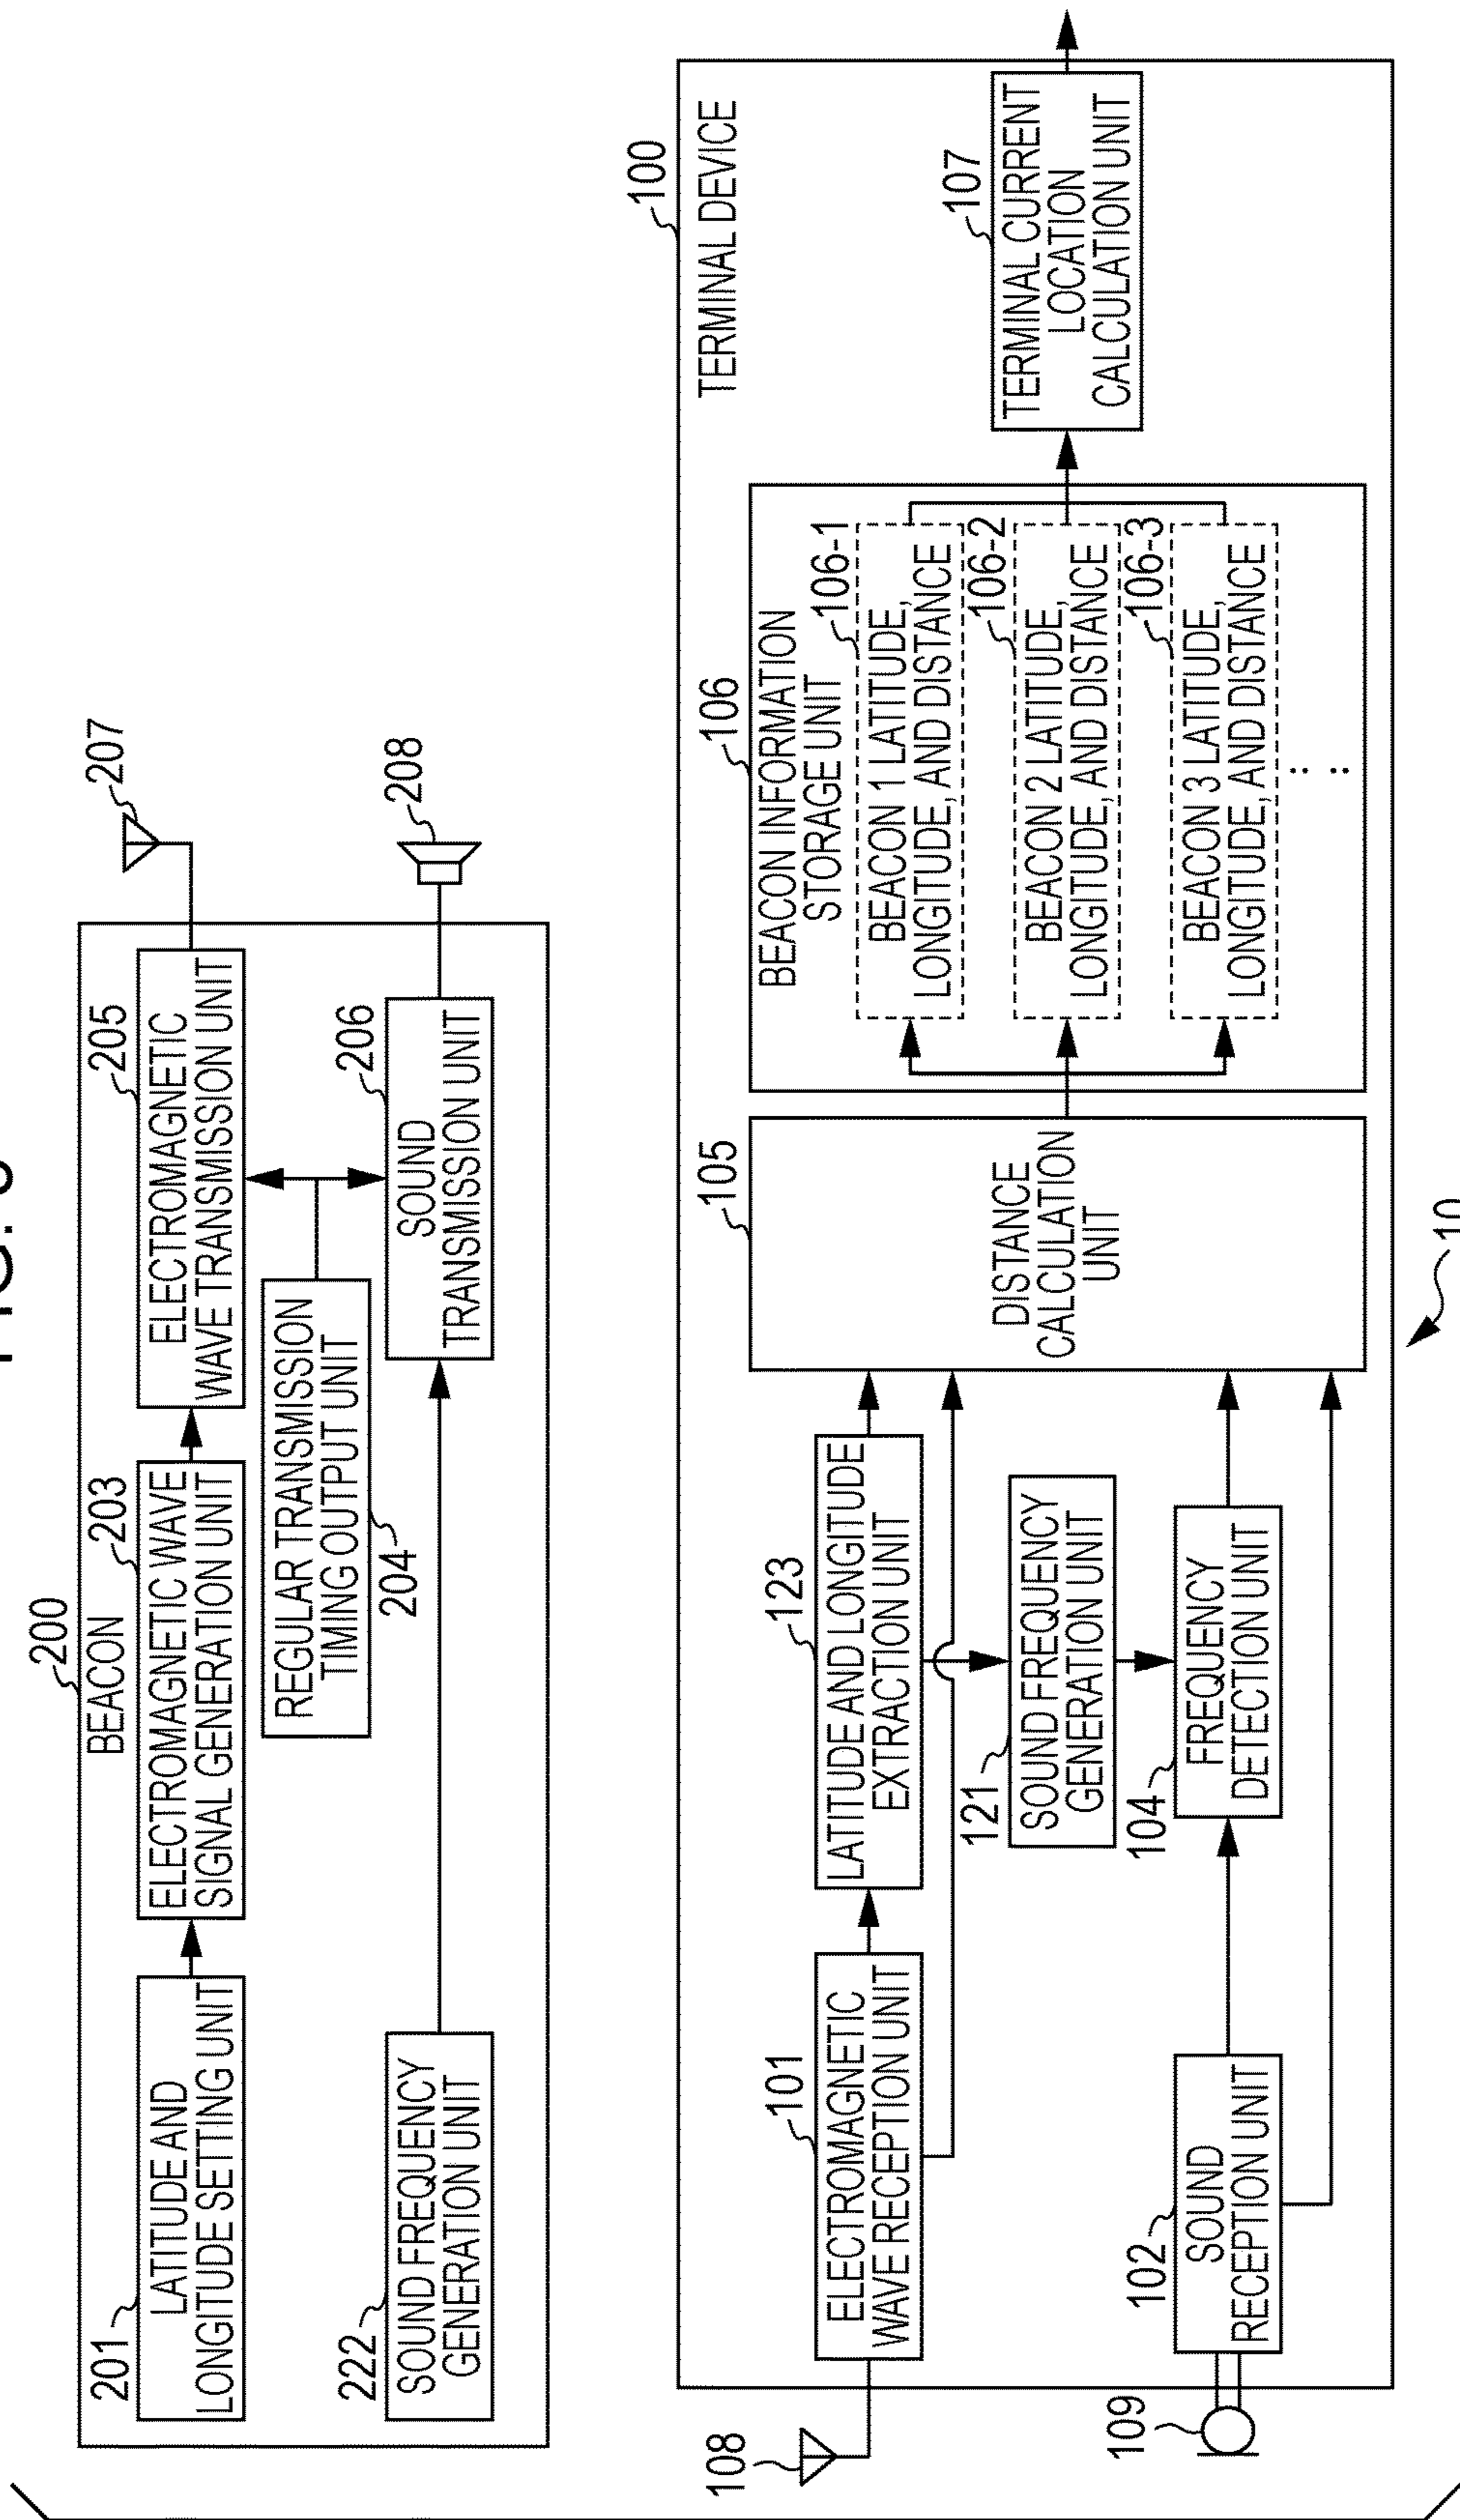 200
BEACON
201
LATITUDE AND
LONGITUDE SETTING UNIT
203
ELECTROMAGNETIC WAVE
SIGNAL GENERATION UNIT
205
ELECTROMAGNETIC
WAVE TRANSMISSION UNIT
207
REGULAR TRANSMISSION
TIMING OUTPUT UNIT
204
222
SOUND FREQUENCY
GENERATION UNIT
206
SOUND
TRANSMISSION UNIT
208
100
TERMINAL DEVICE
108
101
ELECTROMAGNETIC
WAVE RECEPTION UNIT
123
LATITUDE AND LONGITUDE
EXTRACTION UNIT
121
SOUND FREQUENCY
GENERATION UNIT
109
102
SOUND
RECEPTION UNIT
104
FREQUENCY
DETECTION UNIT
105
DISTANCE
CALCULATION
UNIT
106
BEACON INFORMATION
STORAGE UNIT
106-1
BEACON 1 LATITUDE,
LONGITUDE, AND DISTANCE
106-2
BEACON 2 LATITUDE,
LONGITUDE, AND DISTANCE
106-3
BEACON 3 LATITUDE,
LONGITUDE, AND DISTANCE
107
TERMINAL CURRENT
LOCATION
CALCULATION UNIT
10